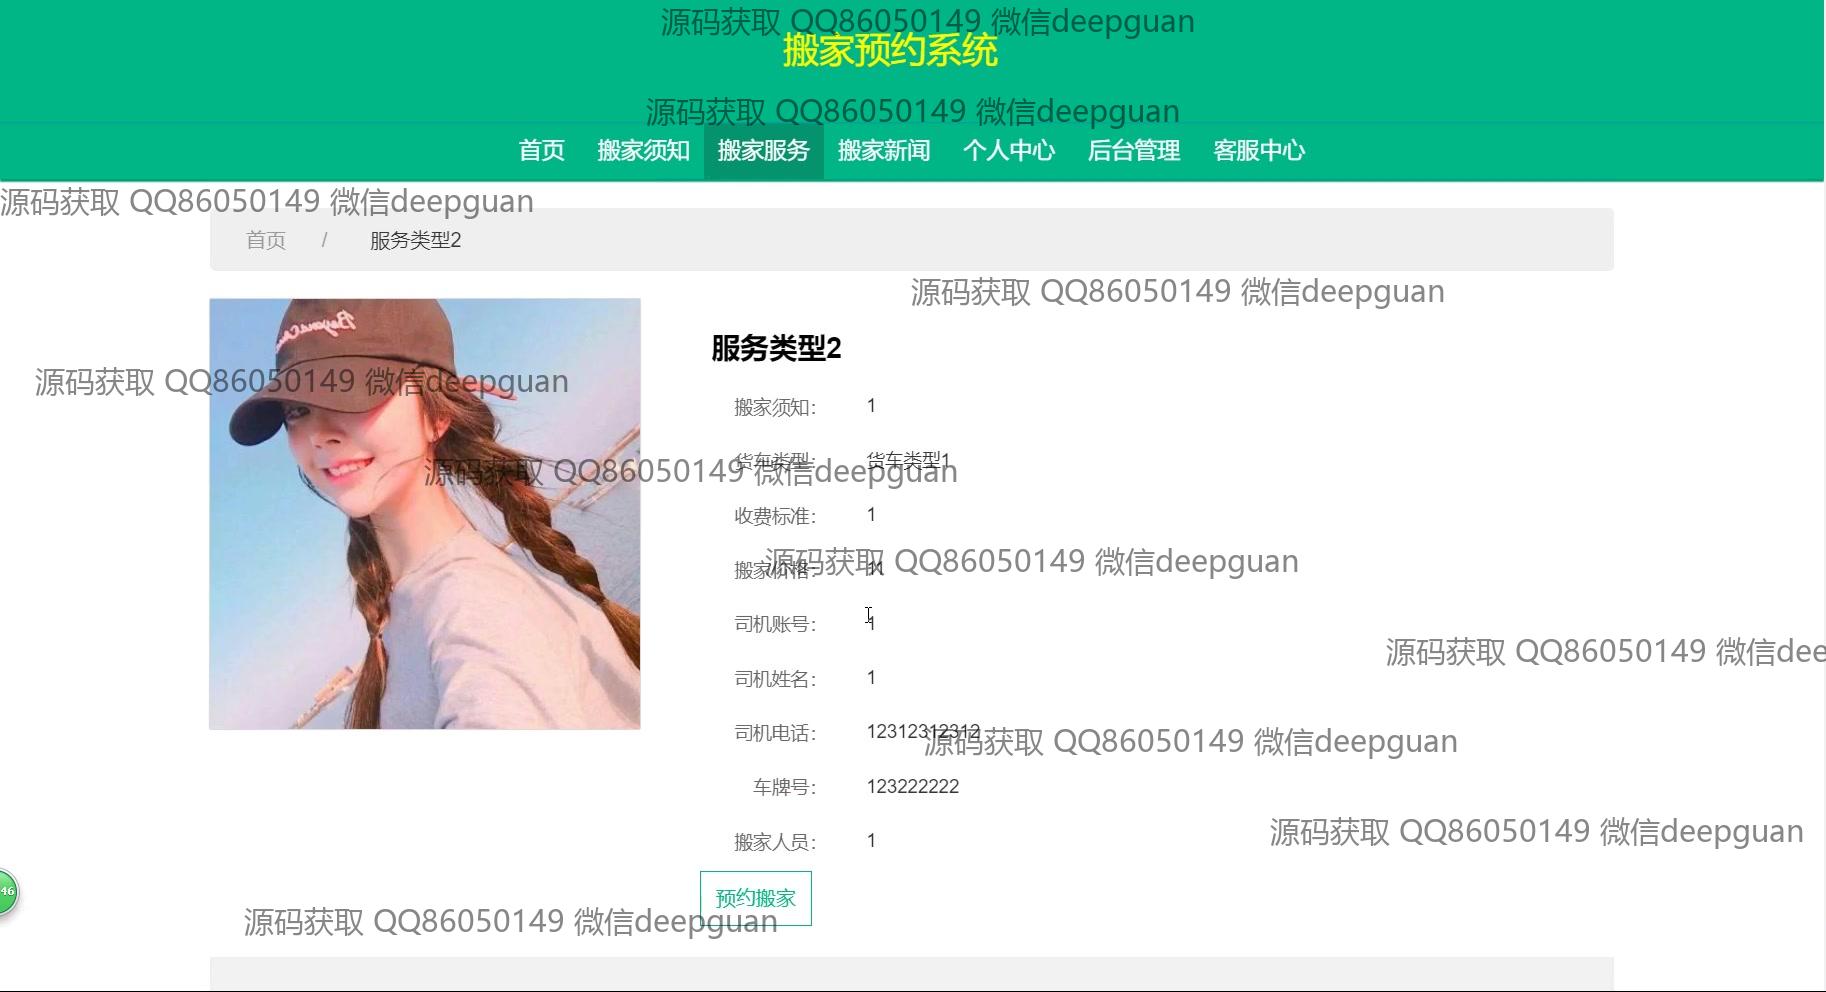 源码获取 QQ86050149 微信deepguan
搬家预约系统
源码获取 QQ86050149 微信deepguan
首页 搬家须知 搬家服务 搬家新闻 个人中心 后台管理 客服中心
源码获取 QQ86050149 微信deepguan
首页 / 服务类型2
源码获取 QQ86050149 微信deepguan
服务类型2
源码获取 QQ86050149 微信deepguan
搬家须知: 1
货车类型: 货车类型1
源码获取 QQ86050149 微信deepguan
收费标准: 1
源码获取 QQ86050149 微信deepguan
搬家价格:
司机账号: 1
源码获取 QQ86050149 微信dee
司机姓名: 1
司机电话: 12312312312
源码获取 QQ86050149 微信deepguan
车牌号: 123222222
源码获取 QQ86050149 微信deepguan
搬家人员: 1
46
预约搬家
源码获取 QQ86050149 微信deepguan